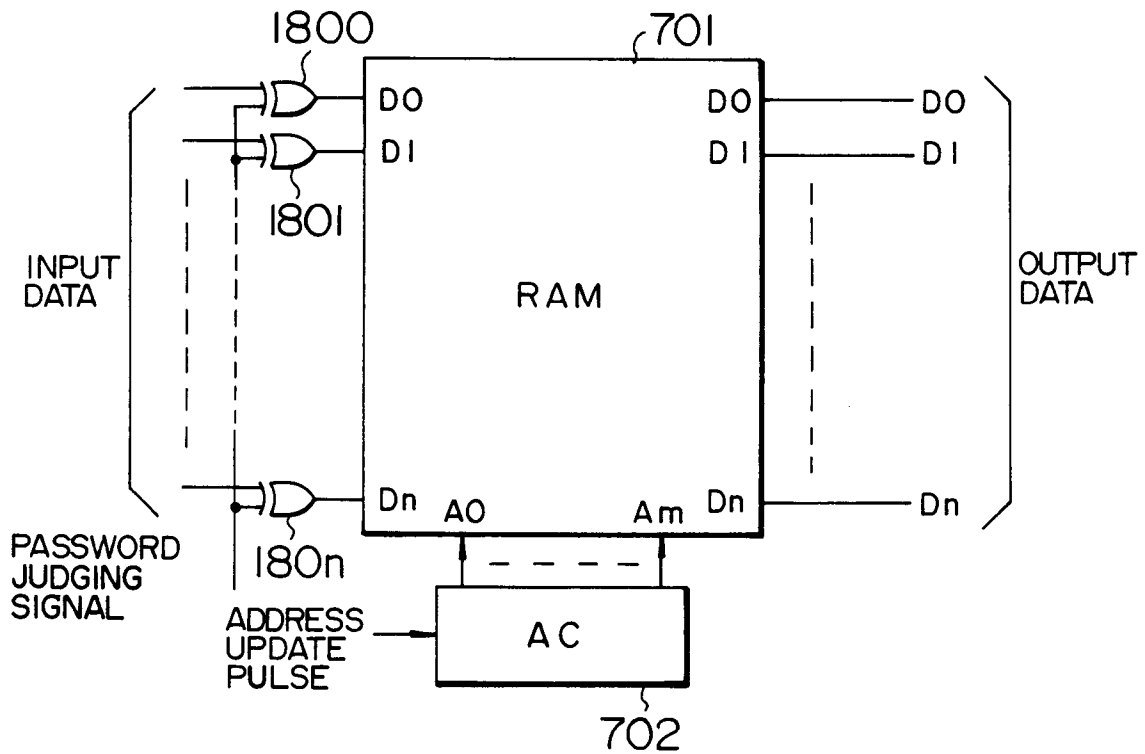 1800
701
D0
D0
D0
D1
D1
D1
1801
INPUT
DATA
RAM
OUTPUT
DATA
Dn
A0
Am
Dn
Dn
PASSWORD
JUDGING
SIGNAL
180n
ADDRESS
UPDATE
PULSE
AC
702